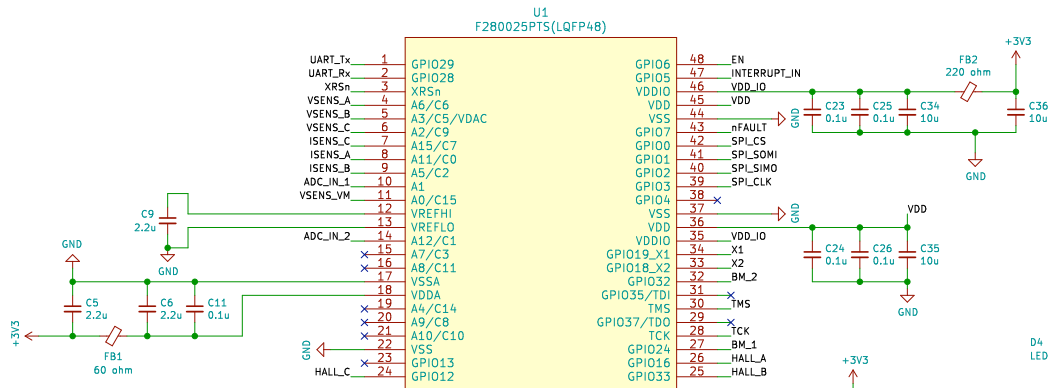 U1
F280025PTS(LQFP48)
UART_Tx 1 GPIO29
UART_Rx 2 GPIO28
XRSn 3 XRSn
VSENS_A 4 A6/C6
VSENS_B 5 A3/C5/VDAC
VSENS_C 6 A2/C9
ISENS_C 7 A15/C7
ISENS_A 8 A11/C0
ISENS_B 9 A5/C2
ADC_IN_1 10 A1
VSENS_VM 11 A0/C15
12 VREFHI
13 VREFLO
ADC_IN_2 14 A12/C1
15 A7/C3
16 A8/C11
17 VSSA
18 VDDA
19 A4/C14
20 A9/C8
21 A10/C10
22 VSS
23 GPIO13
HALL_C 24 GPIO12
GPIO6 48 EN
GPIO5 47 INTERRUPT_IN
VDDIO 46 VDD_IO
VDD 45 VDD
VSS 44
GPIO7 43 nFAULT
GPIO0 42 SPI_CS
GPIO1 41 SPI_SOMI
GPIO2 40 SPI_SIMO
GPIO3 39 SPI_CLK
GPIO4 38
VSS 37
VDD 36
VDDIO 35 VDD_IO
GPIO19_X1 34 X1
GPIO18_X2 33 X2
GPIO32 32 BM_2
GPIO35/TDI 31
TMS 30 TMS
GPIO37/TDO 29
TCK 28 TCK
GPIO24 27 BM_1
GPIO16 26 HALL_A
GPIO33 25 HALL_B
C9
2.2u
GND
GND
C5
2.2u
C6
2.2u
C11
0.1u
+3V3
FB1
60 ohm
GND
GND
GND
+3V3
FB2
220 ohm
C23
0.1u
C25
0.1u
C34
10u
C36
10u
GND
VDD
C24
0.1u
C26
0.1u
C35
10u
GND
+3V3
D4
LED